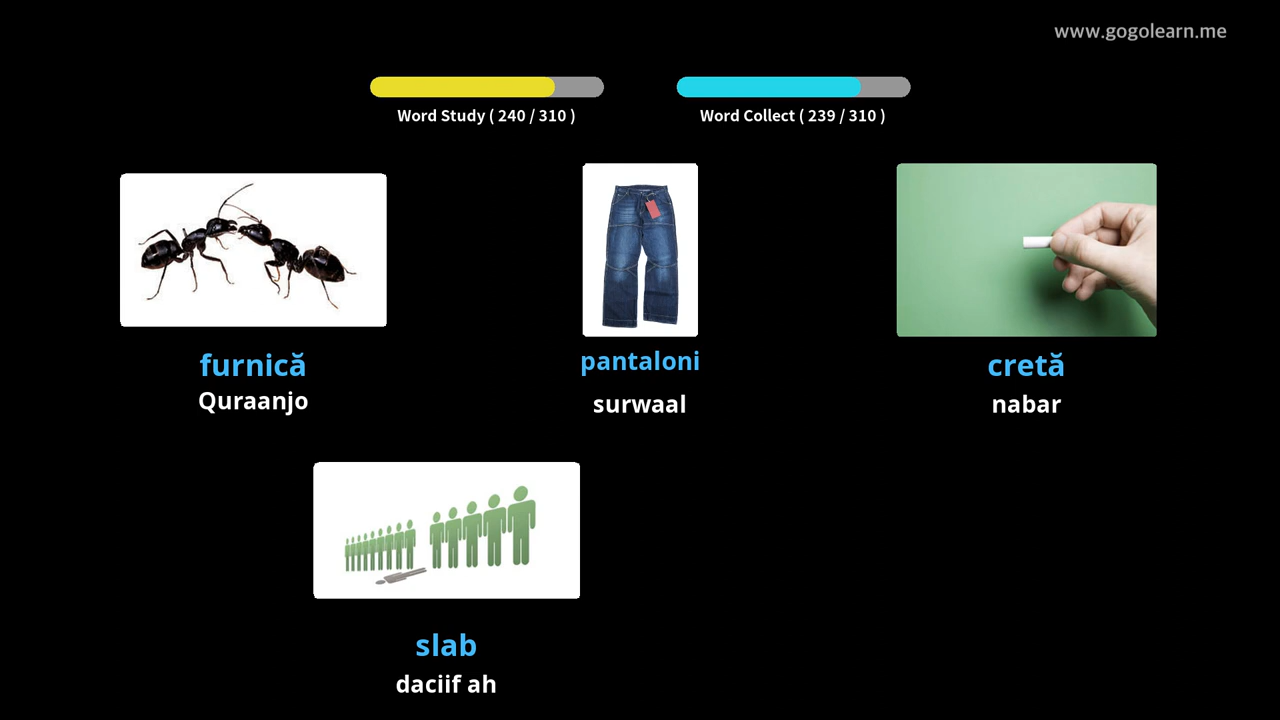 www.gogolearn.me
Word Study ( 240 / 310 )
Word Collect ( 239 / 310 )
furnică
Quraanjo
pantaloni
surwaal
cretă
nabar
slab
daciif ah